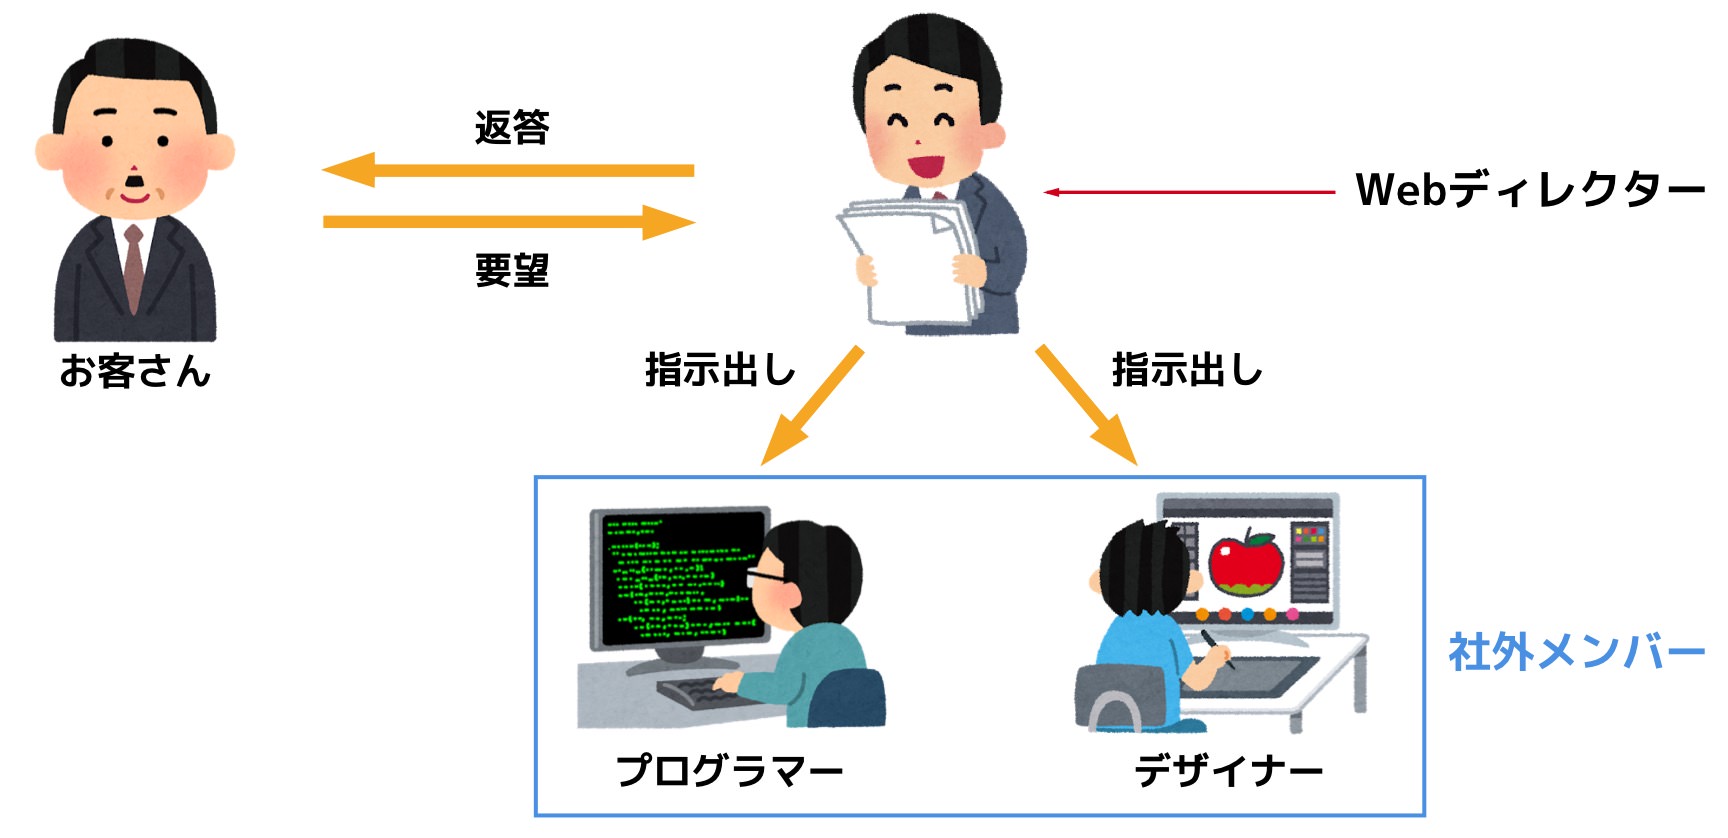 返答
Webディレクター
要望
お客さん
指示出し
指示出し
社外メンバー
プログラマー
デザイナー